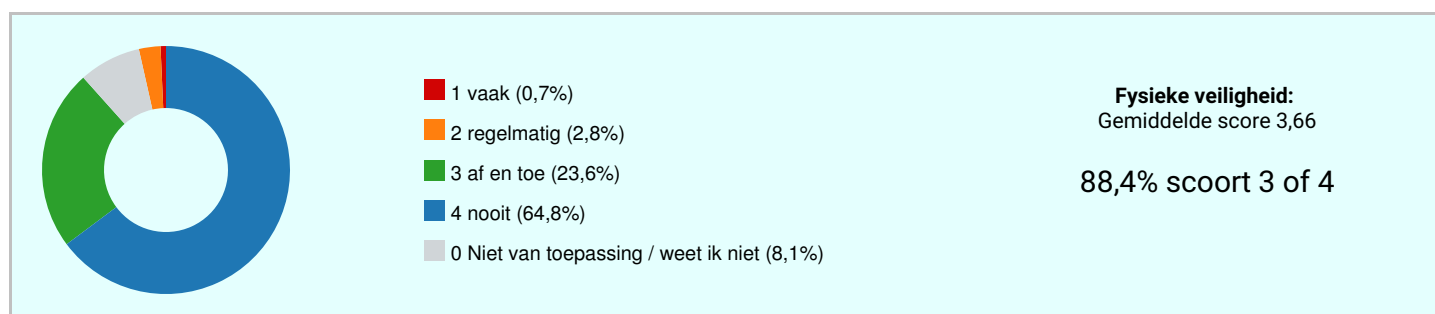 1 vaak (0,7%)
2 regelmatig (2,8%)
3 af en toe (23,6%)
4 nooit (64,8%)
0 Niet van toepassing / weet ik niet (8,1%)
Fysieke veiligheid:
Gemiddelde score 3,66
88,4% scoort 3 of 4